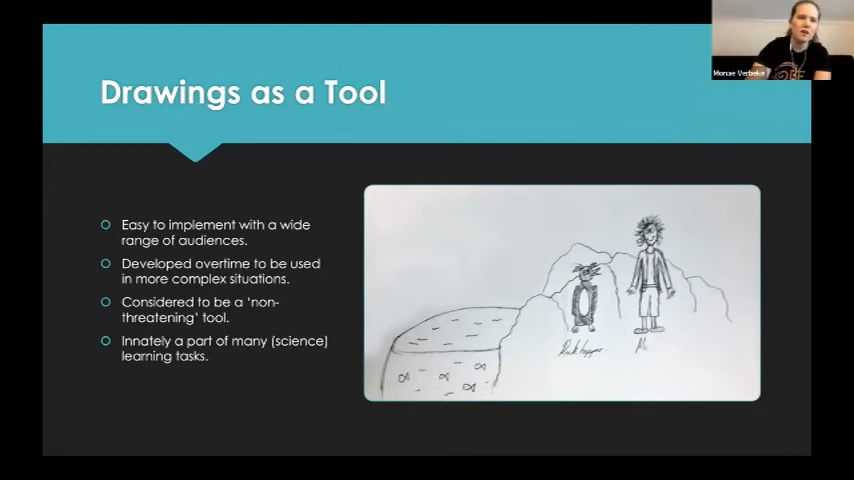 Drawings as a Tool
Monae Verbeke
Easy to implement with a wide
range of audiences.
Developed overtime to be used
in more complex situations.
Considered to be a ‘non-
threatening’ tool.
Innately a part of many (science)
learning tasks.
Rockhopper
Me